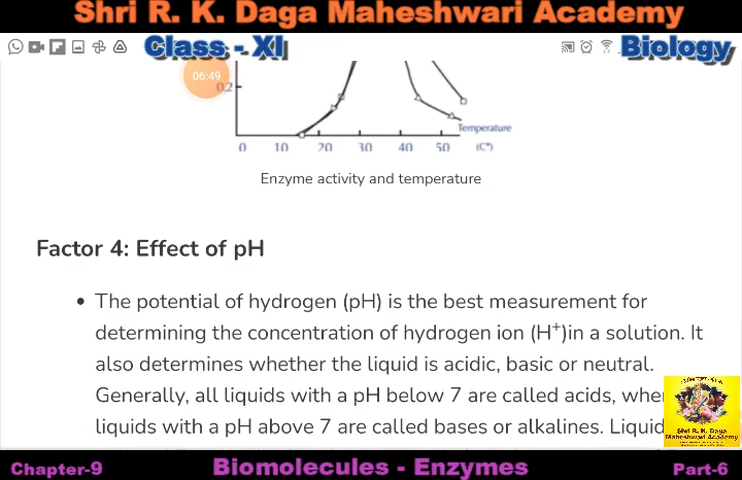 Shri R. K. Daga Maheshwari Academy
Class - XI
Biology
06:49
0.2
Temperature
0 10 20 30 40 50 (C°)
Enzyme activity and temperature
Factor 4: Effect of pH
• The potential of hydrogen (pH) is the best measurement for
determining the concentration of hydrogen ion (H⁺)in a solution. It
also determines whether the liquid is acidic, basic or neutral.
Generally, all liquids with a pH below 7 are called acids, whe
liquids with a pH above 7 are called bases or alkalines. Liquid
Shri R. K. Daga
Maheshwari Academy
Chapter-9
Biomolecules - Enzymes
Part-6